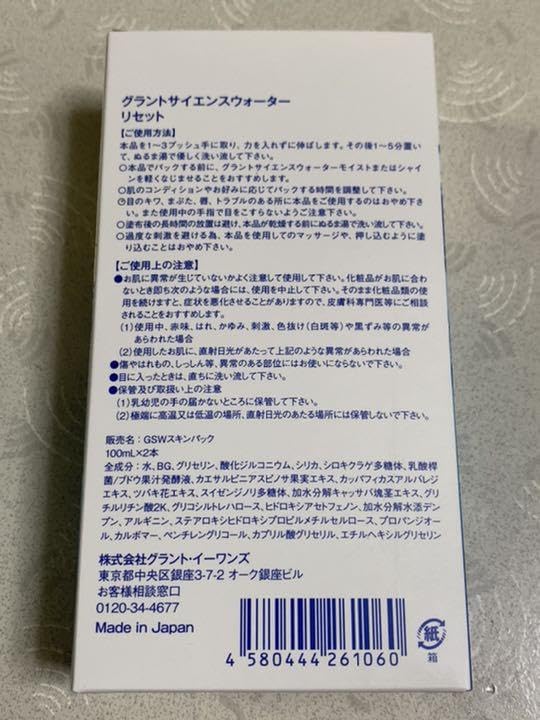 グラントサイエンスウォーター
リセット
【ご使用方法】
本品を1〜3プッシュ手に取り、力を入れずに伸ばします。その後1〜5分置い
て、ぬるま湯で優しく洗い流して下さい。
○本品でパックする前に、グラントサイエンスウォーターモイストまたはシャイ
ンを軽くなじませることをおすすめします。
○肌のコンディションやお好みに応じてパックする時間を調整して下さい。
○目のキワ、まぶた、唇、トラブルのある所に本品をご使用するのはおやめ下
さい。また使用中の手指で目をこすらないようご注意下さい。
○塗布後の長時間の放置は避け、本品が乾燥する前にぬるま湯で洗い流して下さい。
○過度な刺激を避ける為、本品を使用してのマッサージや、押し込むように塗
り込むことはおやめ下さい。
【ご使用上の注意】
●お肌に異常が生じていないかよく注意して使用して下さい。化粧品がお肌に合わ
ないとき即ち次のような場合には、使用を中止して下さい。そのまま化粧品類の使
用を続けますと、症状を悪化させることがありますので、皮膚科専門医等にご相談
されることをおすすめします。
(1)使用中、赤味、はれ、かゆみ、刺激、色抜け(白斑等)や黒ずみ等の異常が
あらわれた場合
(2)使用したお肌に、直射日光があたって上記のような異常があらわれた場合
●傷やはれもの、しっしん等、異常のある部位にはお使いにならないで下さい。
●目に入ったときは、直ちに洗い流して下さい。
●保管及び取扱い上の注意
(1)乳幼児の手の届かないところに保管して下さい。
(2)極端に高温又は低温の場所、直射日光のあたる場所には保管しないで下さい。
販売名:GSWスキンパック
100mL×2本
全成分:水、BG、グリセリン、酸化ジルコニウム、シリカ、シロキクラゲ多糖体、乳酸桿
菌/ブドウ果汁発酵液、カエサルピニアスピノサ果実エキス、カッパフィカスアルバレジ
エキス、ツバキ花エキス、スイゼンジノリ多糖体、加水分解キャッサバ塊茎エキス、グリ
チルリチン酸2K、グリコシルトレハロース、ヒドロキシアセトフェノン、加水分解水添デン
プン、アルギニン、ステアロキシヒドロキシプロピルメチルセルロース、プロパンジオー
ル、カルボマー、ペンチレングリコール、カプリル酸グリセリル、エチルヘキシルグリセリン
株式会社グラント・イーワンズ
東京都中央区銀座3-7-2 オーク銀座ビル
お客様相談窓口
0120-34-4677
Made in Japan
4 580444 261060
紙
箱